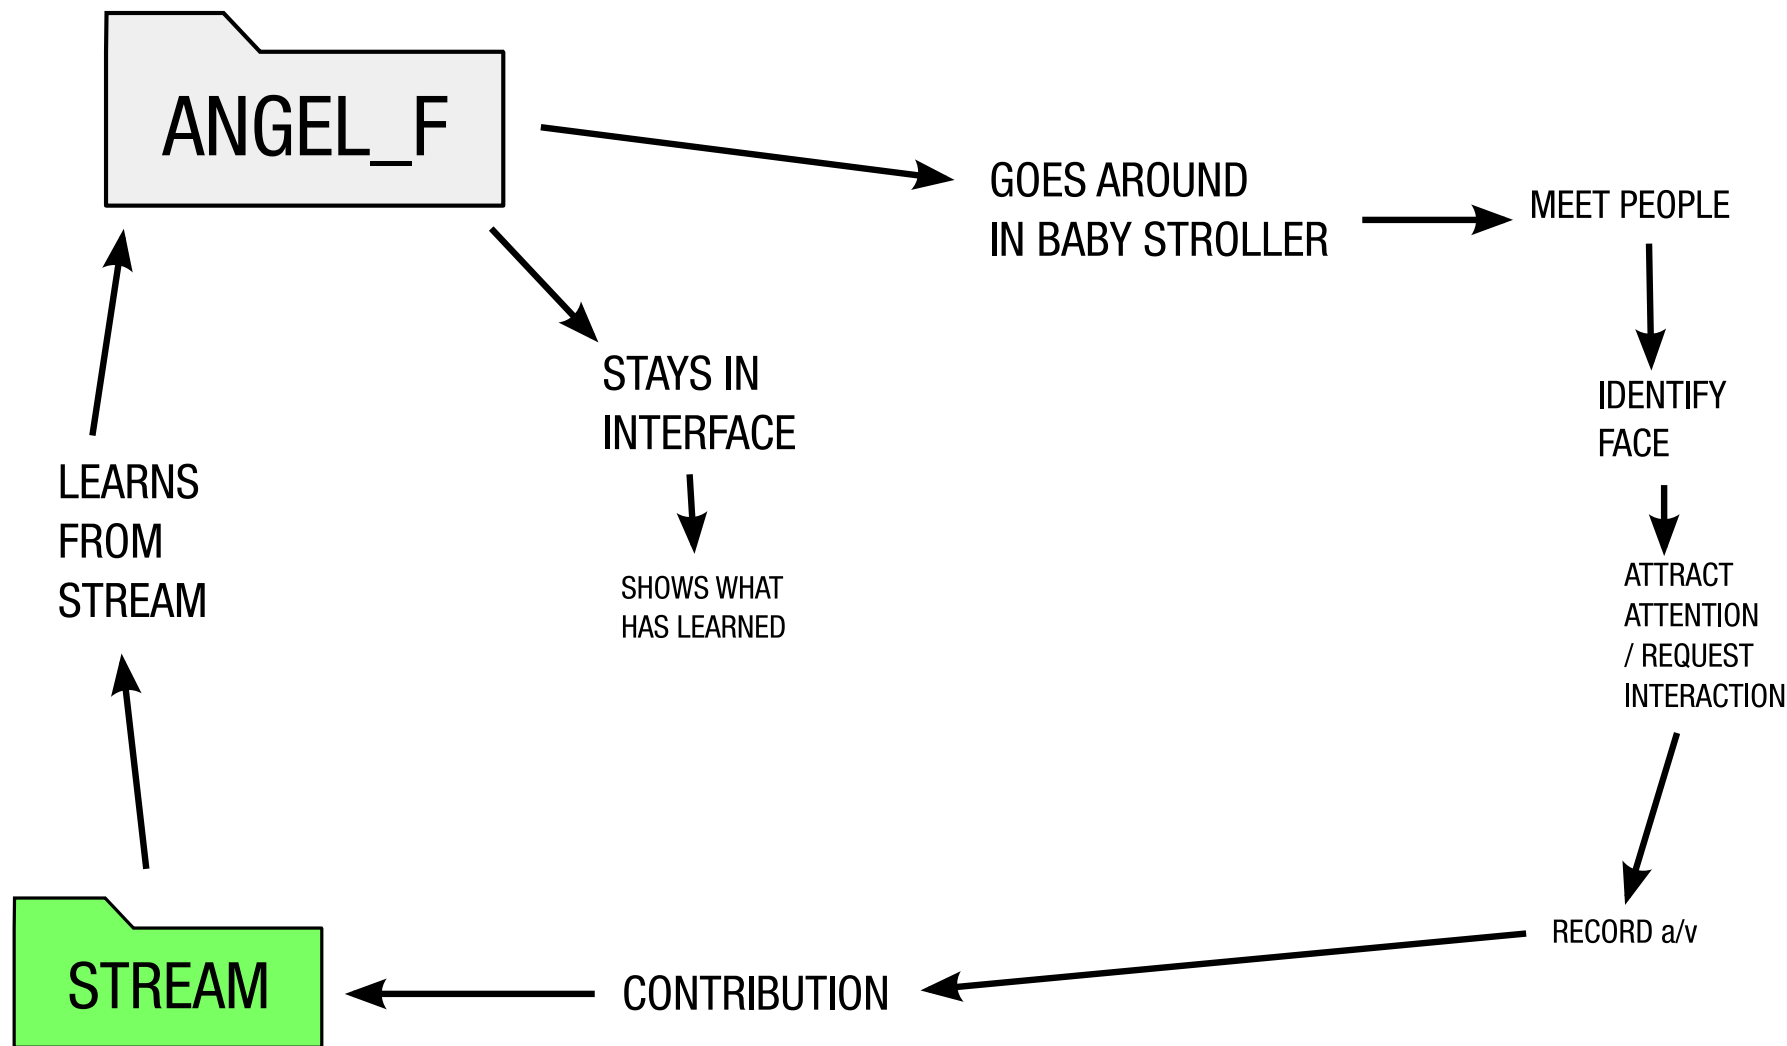 ANGEL_F
GOES AROUND
IN BABY STROLLER
MEET PEOPLE
IDENTIFY
FACE
ATTRACT
ATTENTION
/ REQUEST
INTERACTION
RECORD a/v
CONTRIBUTION
STREAM
LEARNS
FROM
STREAM
STAYS IN
INTERFACE
SHOWS WHAT
HAS LEARNED